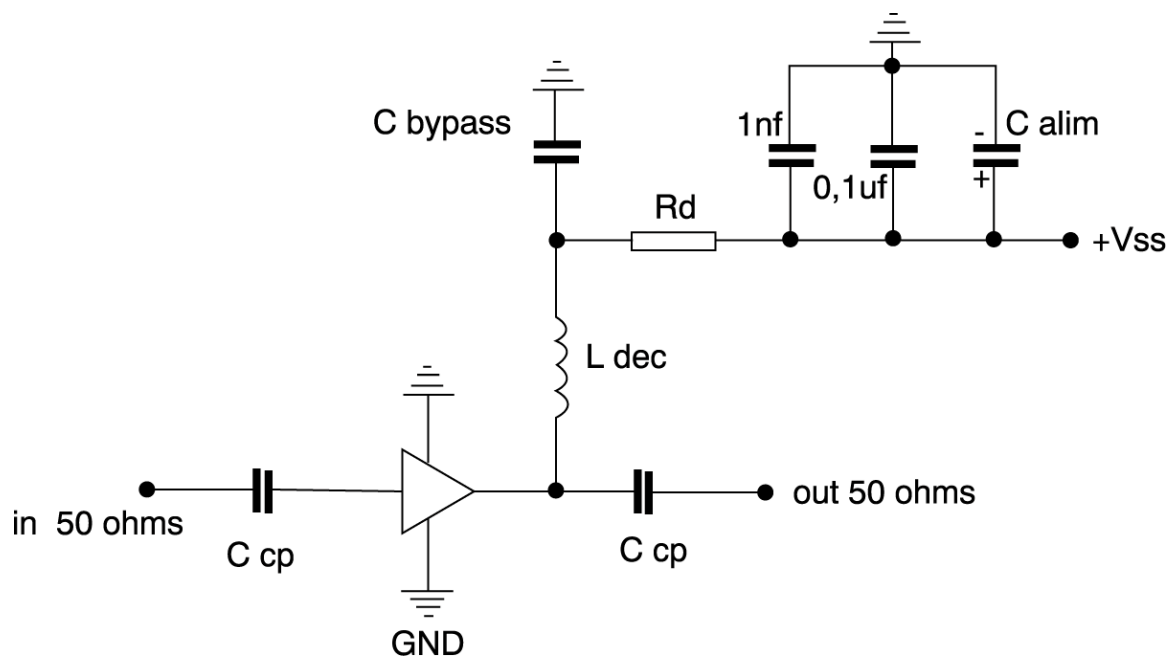 C bypass
1nf
-
C alim
0,1uf
+
Rd
+Vss
L dec
in 50 ohms
C cp
C cp
out 50 ohms
GND